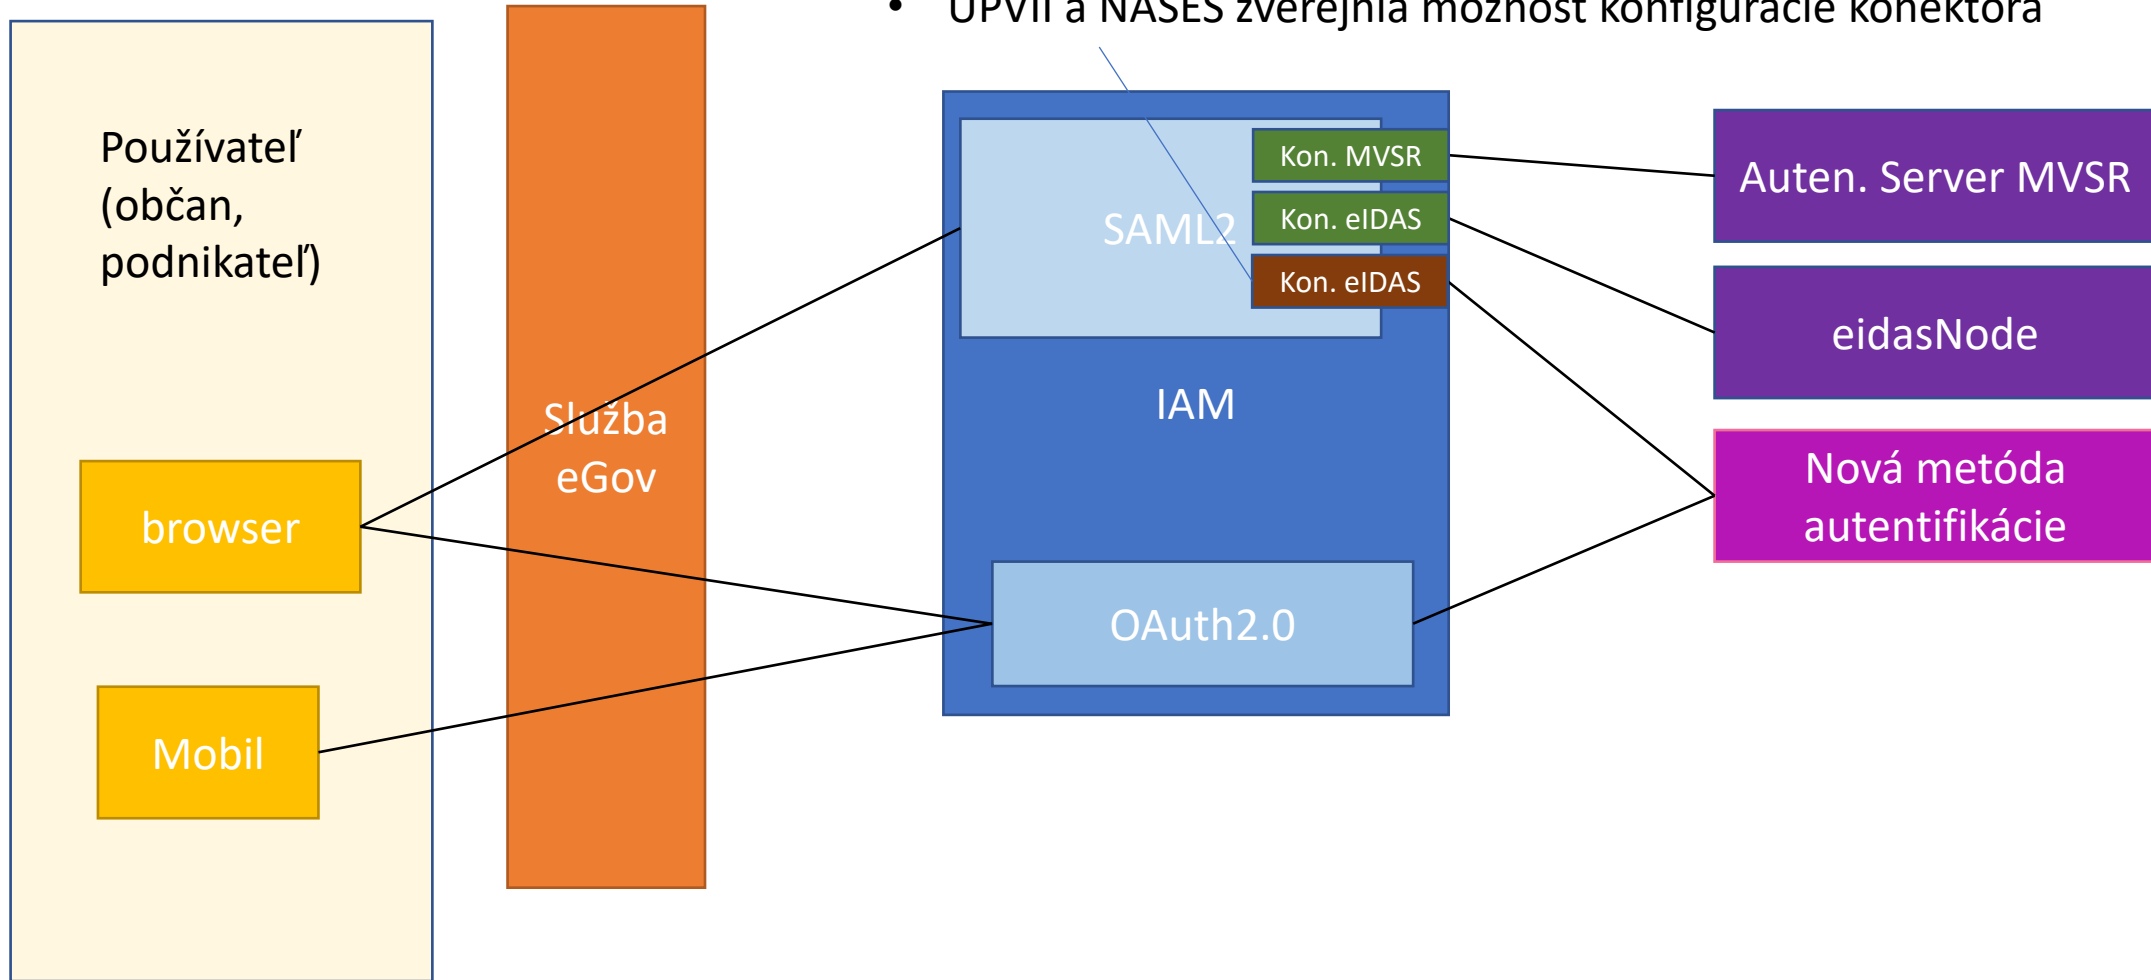 • ÚPVII a NASES zverejnia možnosť konfigurácie konektora
Používateľ
(občan,
podnikateľ)
browser
Mobil
Služba
eGov
SAML2
Kon. MVSR
Kon. eIDAS
Kon. eIDAS
IAM
OAuth2.0
Auten. Server MVSR
eidasNode
Nová metóda
autentifikácie